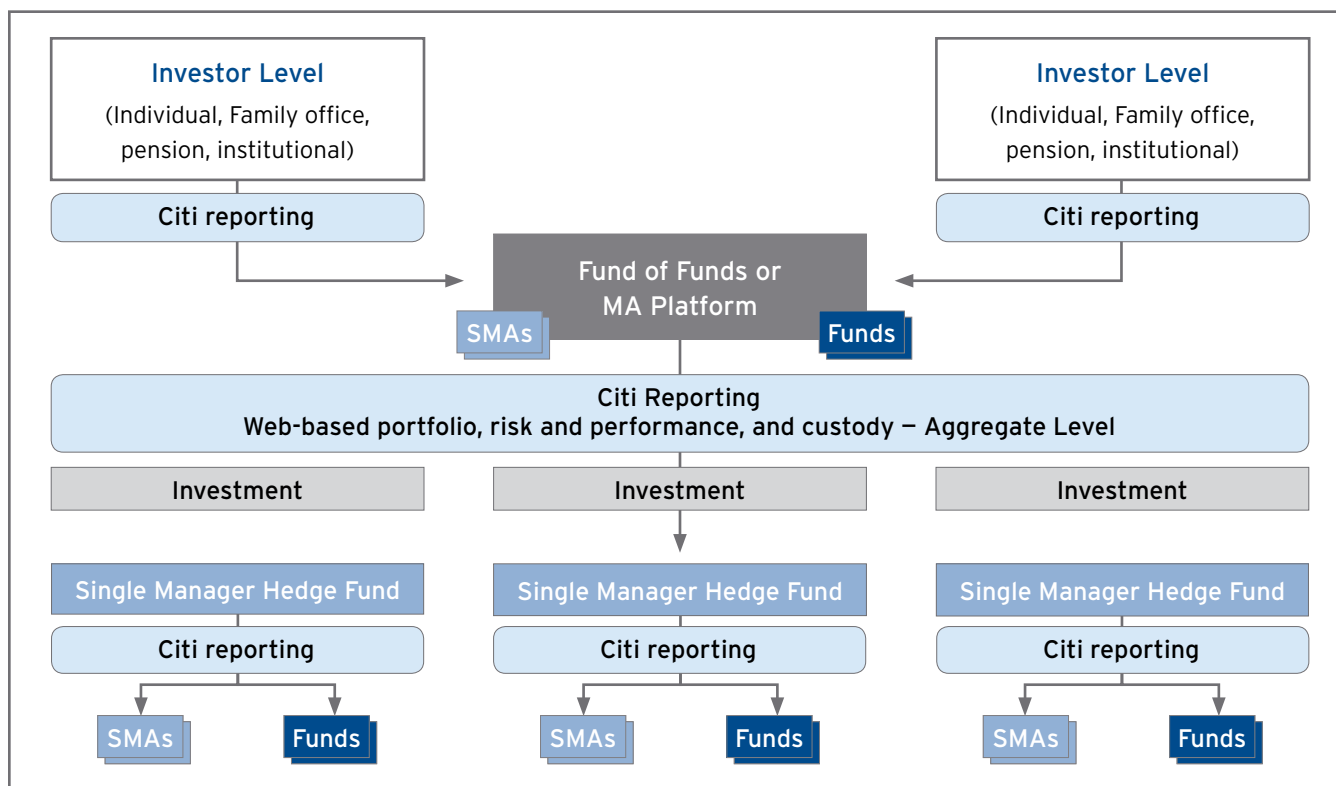 Investor Level
(Individual, Family office,
pension, institutional)
Citi reporting
Investor Level
(Individual, Family office,
pension, institutional)
Citi reporting
Fund of Funds or
MA Platform
SMAs
Funds
Citi Reporting
Web-based portfolio, risk and performance, and custody – Aggregate Level
Investment
Investment
Investment
Single Manager Hedge Fund
Single Manager Hedge Fund
Single Manager Hedge Fund
Citi reporting
Citi reporting
Citi reporting
SMAs
Funds
SMAs
Funds
SMAs
Funds